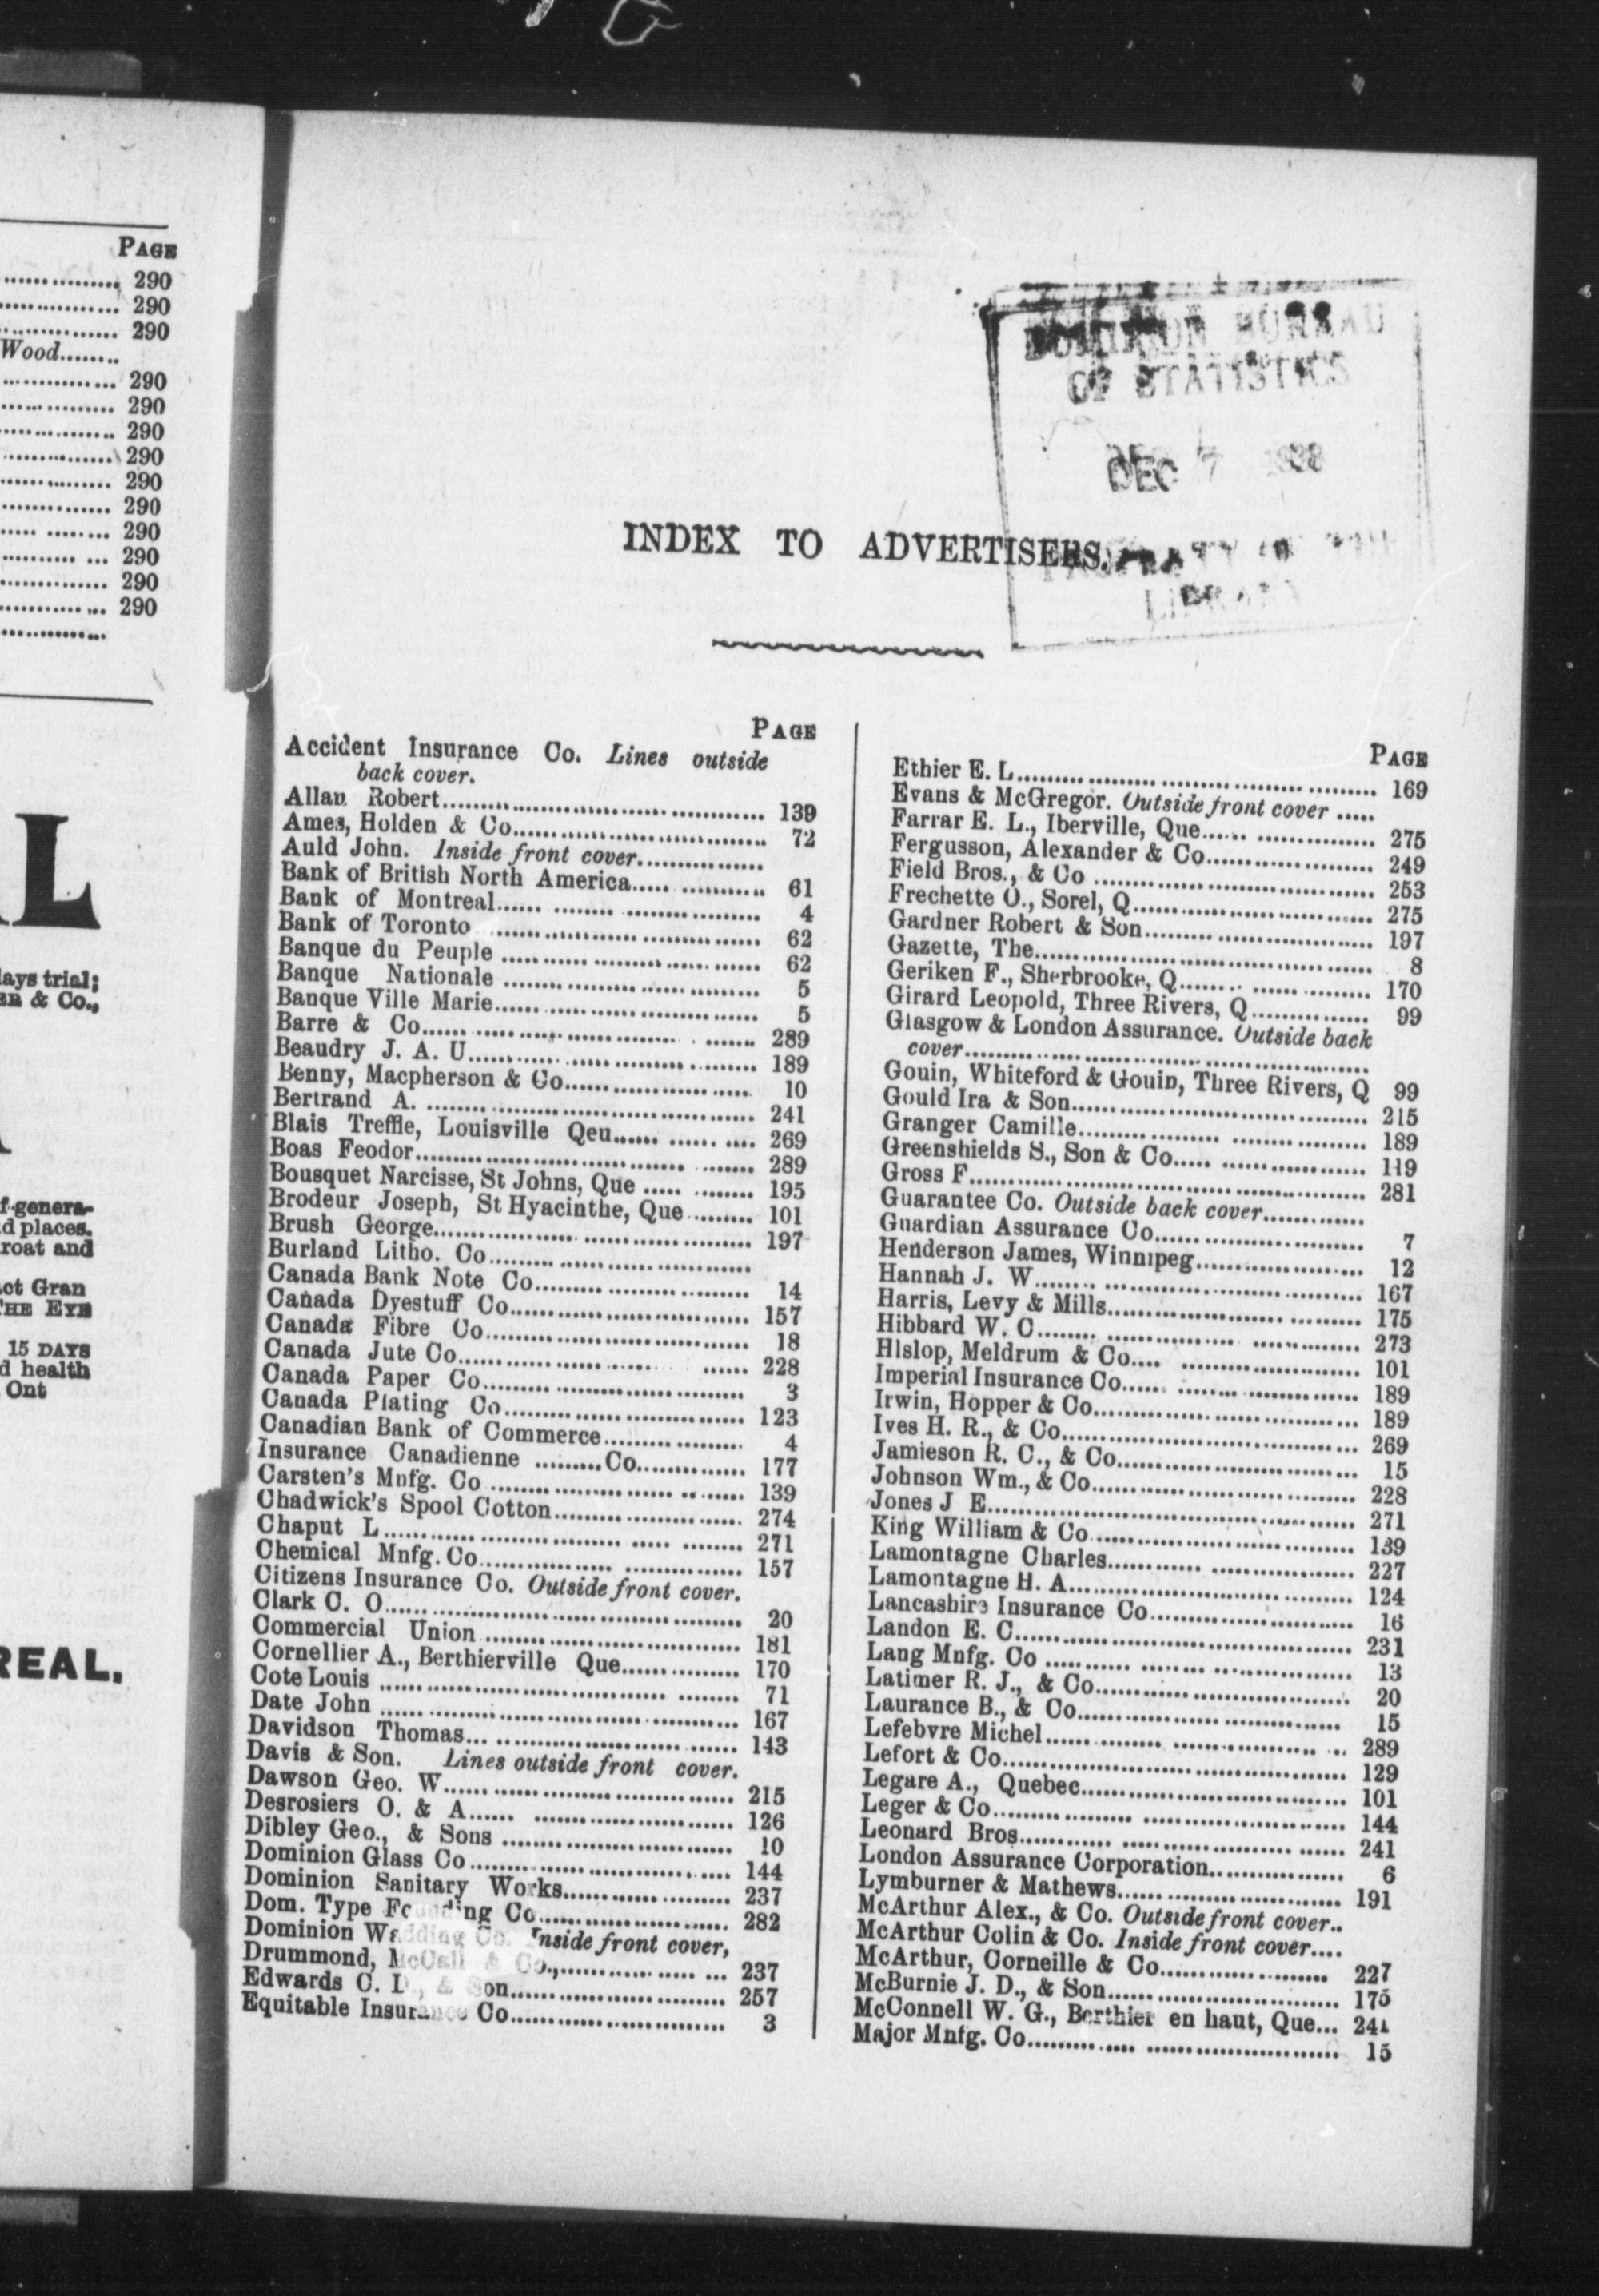 PAGE
290
290
290
Wood
290
290
290
290
290
290
290
290
290
290
L
days trial;
& Co.,
genera-
d places.
roat and
ct Gran
THE EYE
15 DAYS
d health
Ont
REAL.
DOMINION BUREAU
OF STATISTICS
DEC 7 1938
LIBRARY
INDEX TO ADVERTISERS.
PAGE
Accident Insurance Co. Lines outside
back cover.
Allan Robert 139
Ames, Holden & Co 72
Auld John. Inside front cover
Bank of British North America 61
Bank of Montreal 4
Bank of Toronto 62
Banque du Peuple 62
Banque Nationale 5
Banque Ville Marie 5
Barre & Co 289
Beaudry J. A. U 189
Benny, Macpherson & Co 10
Bertrand A. 241
Blais Treffle, Louisville Qeu 269
Boas Feodor 289
Bousquet Narcisse, St Johns, Que 195
Brodeur Joseph, St Hyacinthe, Que 101
Brush George 197
Burland Litho. Co
Canada Bank Note Co 14
Canada Dyestuff Co 157
Canada Fibre Co 18
Canada Jute Co 228
Canada Paper Co 3
Canada Plating Co 123
Canadian Bank of Commerce 4
Insurance Canadienne Co 177
Carsten's Mnfg. Co 139
Chadwick's Spool Cotton 274
Chaput L 271
Chemical Mnfg. Co 157
Citizens Insurance Co. Outside front cover.
Clark C. O 20
Commercial Union 181
Cornellier A., Berthierville Que 170
Cote Louis 71
Date John 167
Davidson Thomas 143
Davis & Son. Lines outside front cover.
Dawson Geo. W 215
Desrosiers O. & A 126
Dibley Geo., & Sons 10
Dominion Glass Co 144
Dominion Sanitary Works 237
Dom. Type Founding Co 282
Dominion Wadding Co. Inside front cover,
Drummond, McCall & Co., 237
Edwards C. D., & Son 257
Equitable Insurance Co 3
PAGE
Ethier E. L 169
Evans & McGregor. Outside front cover
Farrar E. L., Iberville, Que 275
Fergusson, Alexander & Co 249
Field Bros., & Co 253
Frechette O., Sorel, Q 275
Gardner Robert & Son 197
Gazette, The 8
Geriken F., Sherbrooke, Q 170
Girard Leopold, Three Rivers, Q 99
Glasgow & London Assurance. Outside back
cover
Gouin, Whiteford & Gouin, Three Rivers, Q 99
Gould Ira & Son 215
Granger Camille 189
Greenshields S., Son & Co 119
Gross F 281
Guarantee Co. Outside back cover
Guardian Assurance Co 7
Henderson James, Winnipeg 12
Hannah J. W 167
Harris, Levy & Mills 175
Hibbard W. C 273
Hlslop, Meldrum & Co 101
Imperial Insurance Co 189
Irwin, Hopper & Co 189
Ives H. R., & Co 269
Jamieson R. C., & Co 15
Johnson Wm., & Co 228
Jones J E 271
King William & Co 139
Lamontagne Charles 227
Lamontague H. A 124
Lancashire Insurance Co 16
Landon E. C 231
Lang Mnfg. Co 13
Latimer R. J., & Co 20
Laurance B., & Co 15
Lefebvre Michel 289
Lefort & Co 129
Legare A., Quebec 101
Leger & Co 144
Leonard Bros 241
London Assurance Corporation 6
Lymburner & Mathews 191
McArthur Alex., & Co. Outside front cover..
McArthur Colin & Co. Inside front cover....
McArthur, Corneille & Co 227
McBurnie J. D., & Son 175
McConnell W. G., Berthier en haut, Que... 241
Major Mnfg. Co 15